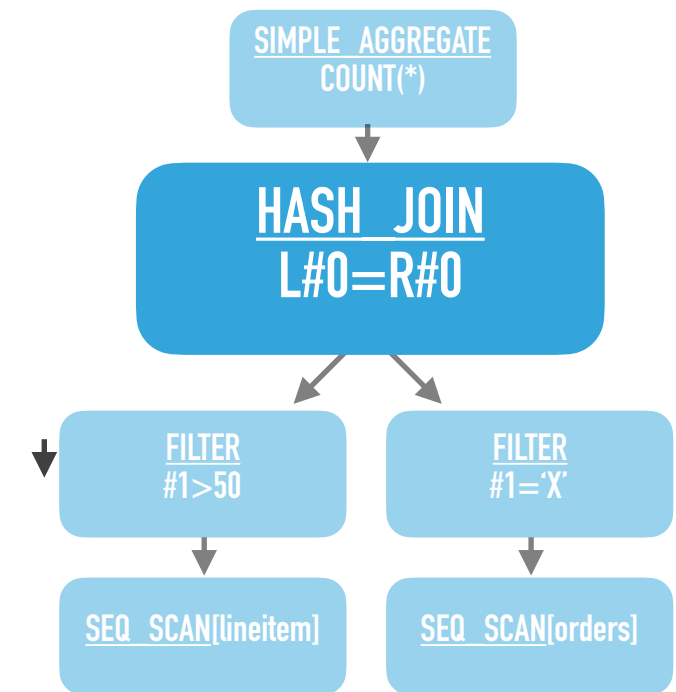 SIMPLE_AGGREGATE
COUNT(*)
HASH_JOIN
L#0=R#0
FILTER
#1>50
FILTER
#1=‘X’
SEQ_SCAN[lineitem]
SEQ_SCAN[orders]